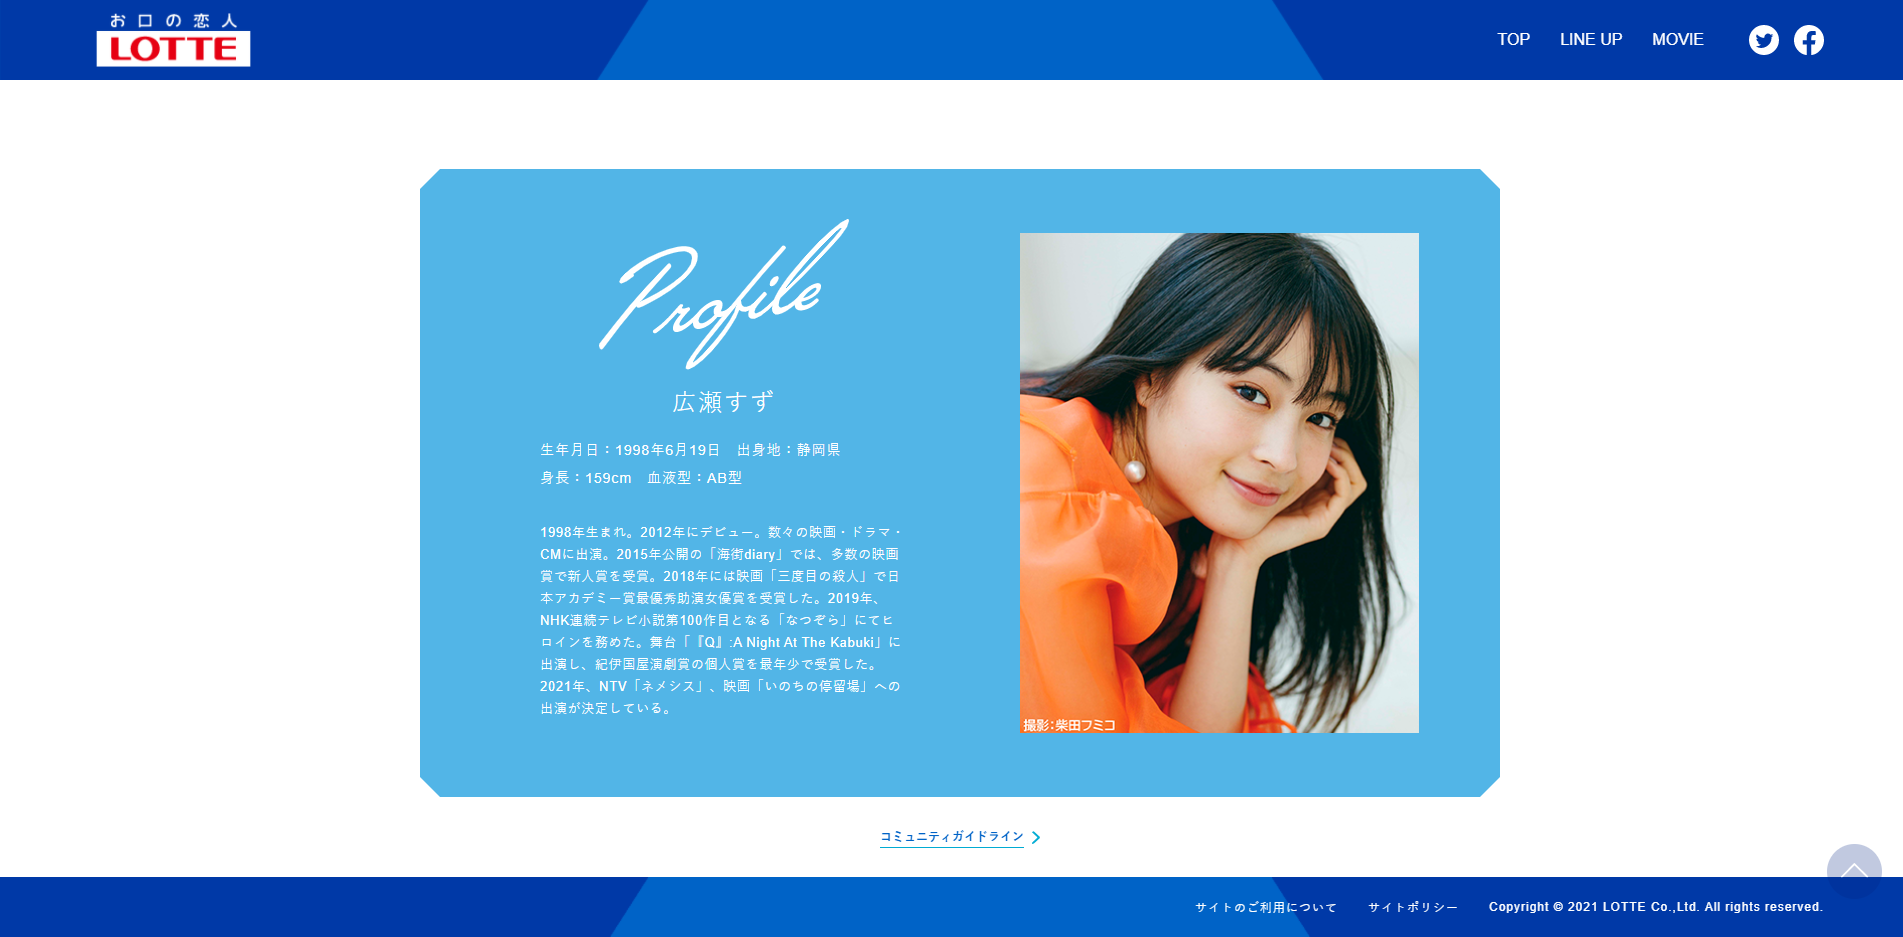 お口の恋人
LOTTE
TOP LINE UP MOVIE
Profile
広瀬すず
生年月日：1998年6月19日　出身地：静岡県
身長：159cm　血液型：AB型
1998年生まれ。2012年にデビュー。数々の映画・ドラマ・
CMに出演。2015年公開の「海街diary」では、多数の映画
賞で新人賞を受賞。2018年には映画「三度目の殺人」で日
本アカデミー賞最優秀助演女優賞を受賞した。2019年、
NHK連続テレビ小説第100作目となる「なつぞら」にてヒ
ロインを務めた。舞台「『Q』:A Night At The Kabuki」に
出演し、紀伊国屋演劇賞の個人賞を最年少で受賞した。
2021年、NTV「ネメシス」、映画「いのちの停留場」への
出演が決定している。
撮影：柴田フミコ
コミュニティガイドライン
サイトのご利用について サイトポリシー Copyright © 2021 LOTTE Co.,Ltd. All rights reserved.